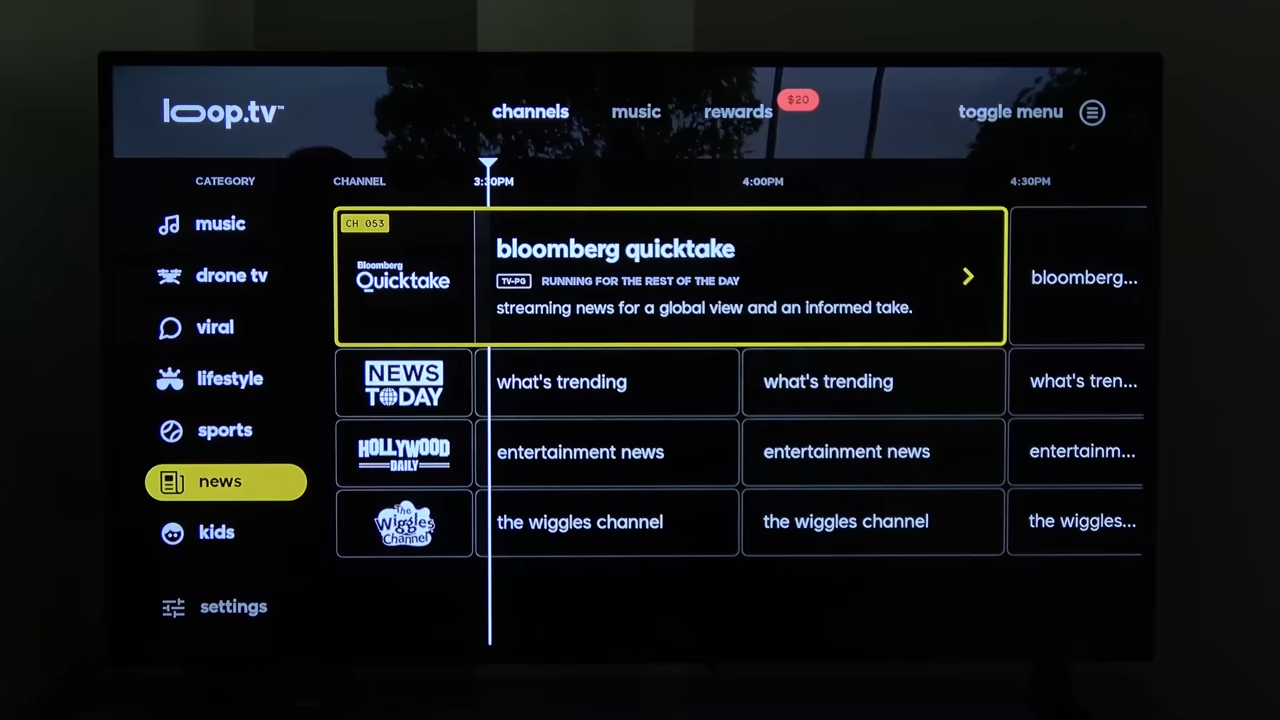 loop.tv™
channels music rewards $20
toggle menu
CATEGORY CHANNEL 3:30PM 4:00PM 4:30PM
music
drone tv
viral
lifestyle
sports
news
kids
settings
CH 053
Bloomberg
Quicktake
bloomberg quicktake
TV-PG RUNNING FOR THE REST OF THE DAY
streaming news for a global view and an informed take.
bloomberg...
NEWS
TODAY
what's trending what's trending what's tren...
HOLLYWOOD
DAILY
entertainment news entertainment news entertainm...
The
Wiggles
Channel
the wiggles channel the wiggles channel the wiggles...